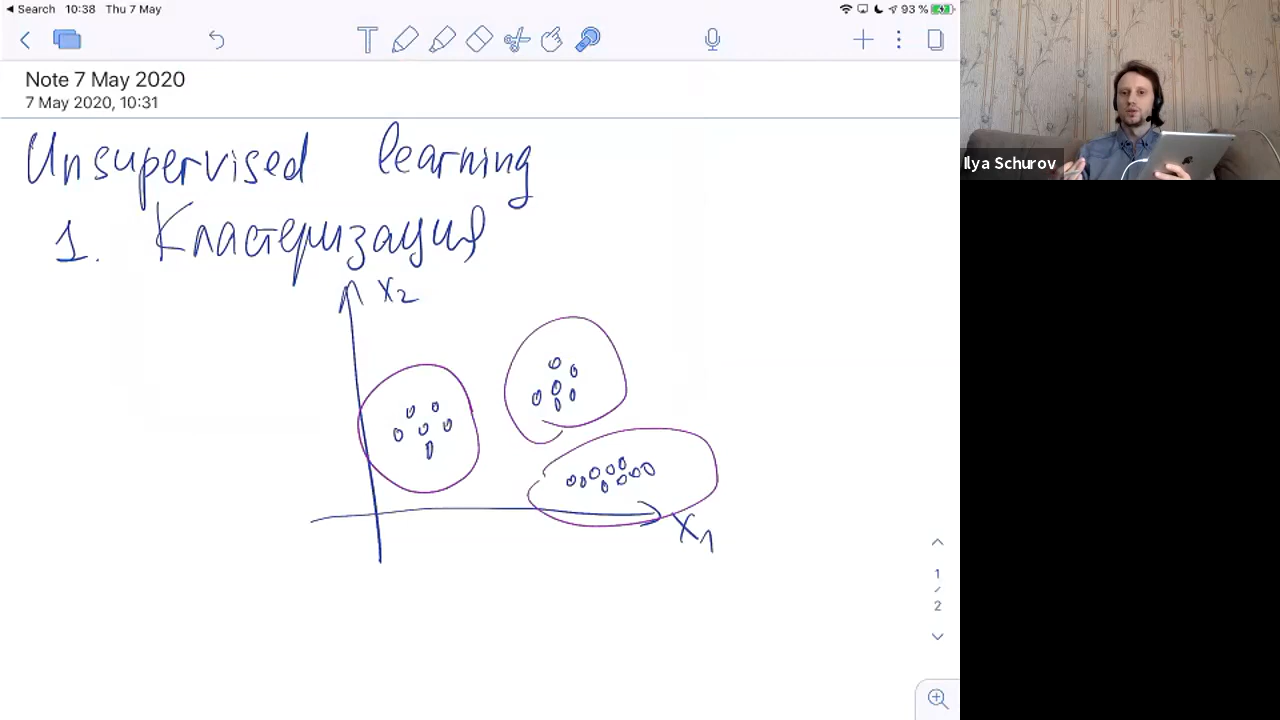 Search 10:38 Thu 7 May 93 %
Note 7 May 2020
7 May 2020, 10:31
Unsupervised learning
1. Кластеризация
x2
x1
1
/
2
Ilya Schurov